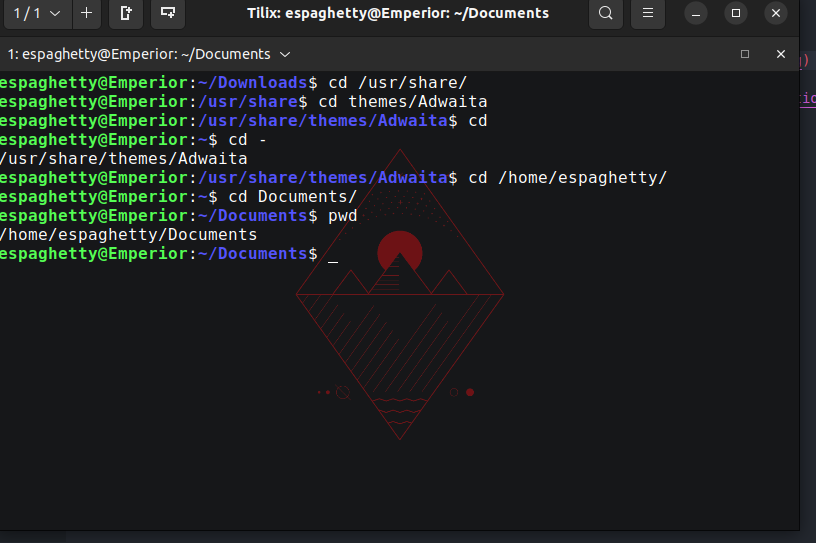 1 / 1
Tilix: espaghetty@Emperior: ~/Documents
1: espaghetty@Emperior: ~/Documents
espaghetty@Emperior:~/Downloads$ cd /usr/share/
espaghetty@Emperior:/usr/share$ cd themes/Adwaita
espaghetty@Emperior:/usr/share/themes/Adwaita$ cd
espaghetty@Emperior:~$ cd -
/usr/share/themes/Adwaita
espaghetty@Emperior:/usr/share/themes/Adwaita$ cd /home/espaghetty/
espaghetty@Emperior:~$ cd Documents/
espaghetty@Emperior:~/Documents$ pwd
/home/espaghetty/Documents
espaghetty@Emperior:~/Documents$ _